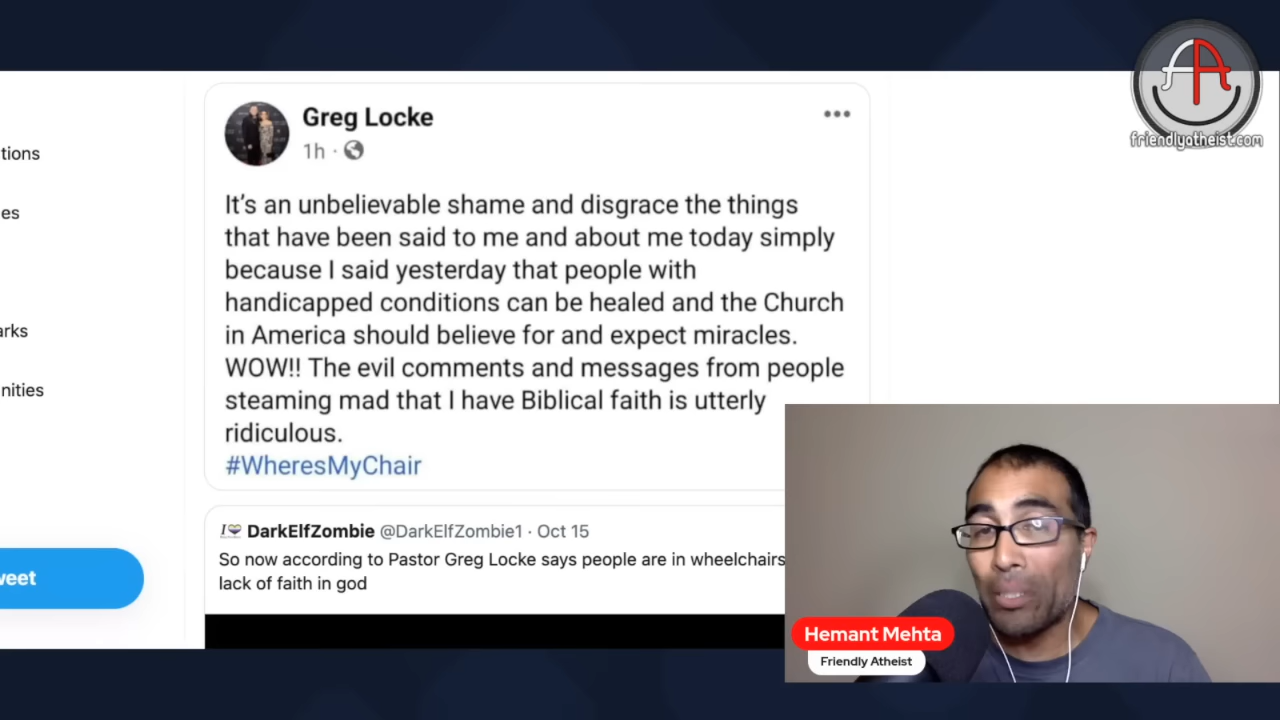 friendlyatheist.com
Greg Locke
1h ·
It's an unbelievable shame and disgrace the things
that have been said to me and about me today simply
because I said yesterday that people with
handicapped conditions can be healed and the Church
in America should believe for and expect miracles.
WOW!! The evil comments and messages from people
steaming mad that I have Biblical faith is utterly
ridiculous.
#WheresMyChair
DarkElfZombie @DarkElfZombie1 · Oct 15
So now according to Pastor Greg Locke says people are in wheelchairs
lack of faith in god
tions
es
arks
nities
weet
Hemant Mehta
Friendly Atheist